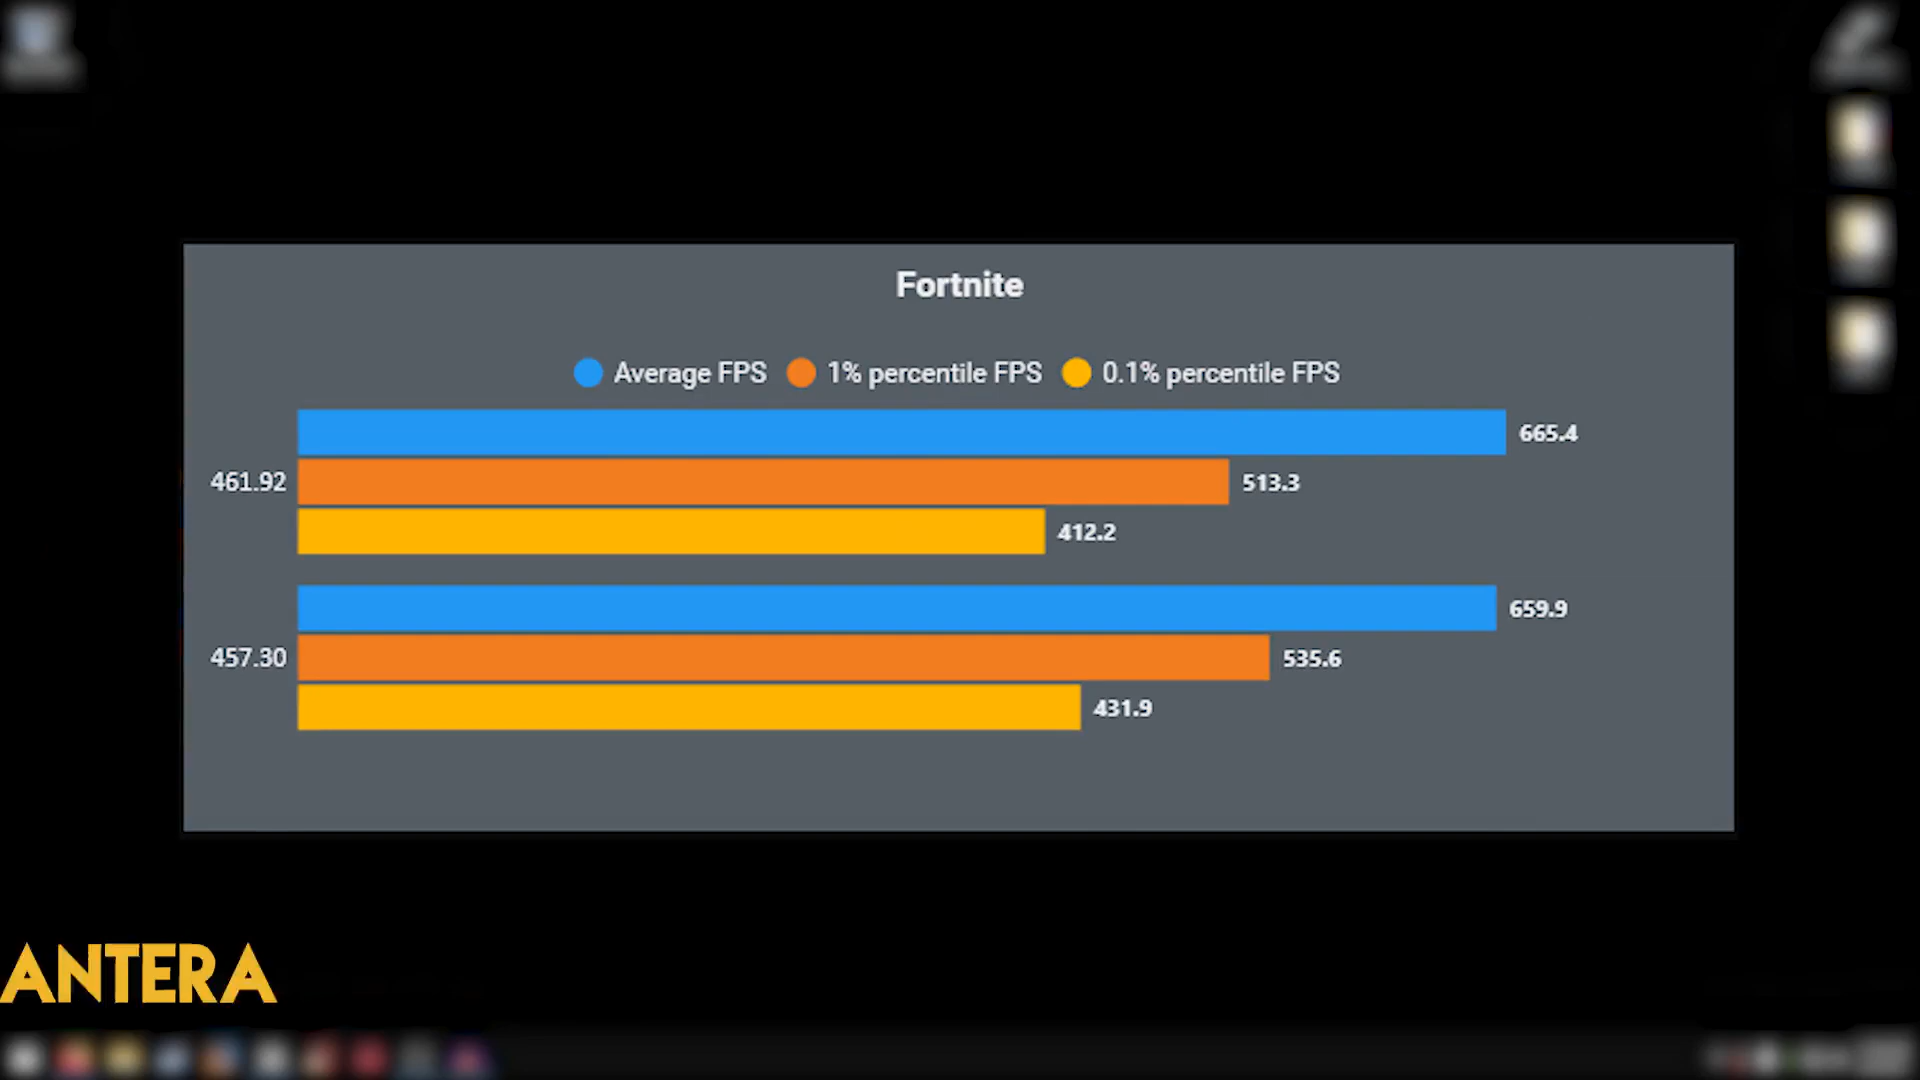 Fortnite
Average FPS 1% percentile FPS 0.1% percentile FPS
665.4
461.92 513.3
412.2
659.9
457.30 535.6
431.9
ANTERA